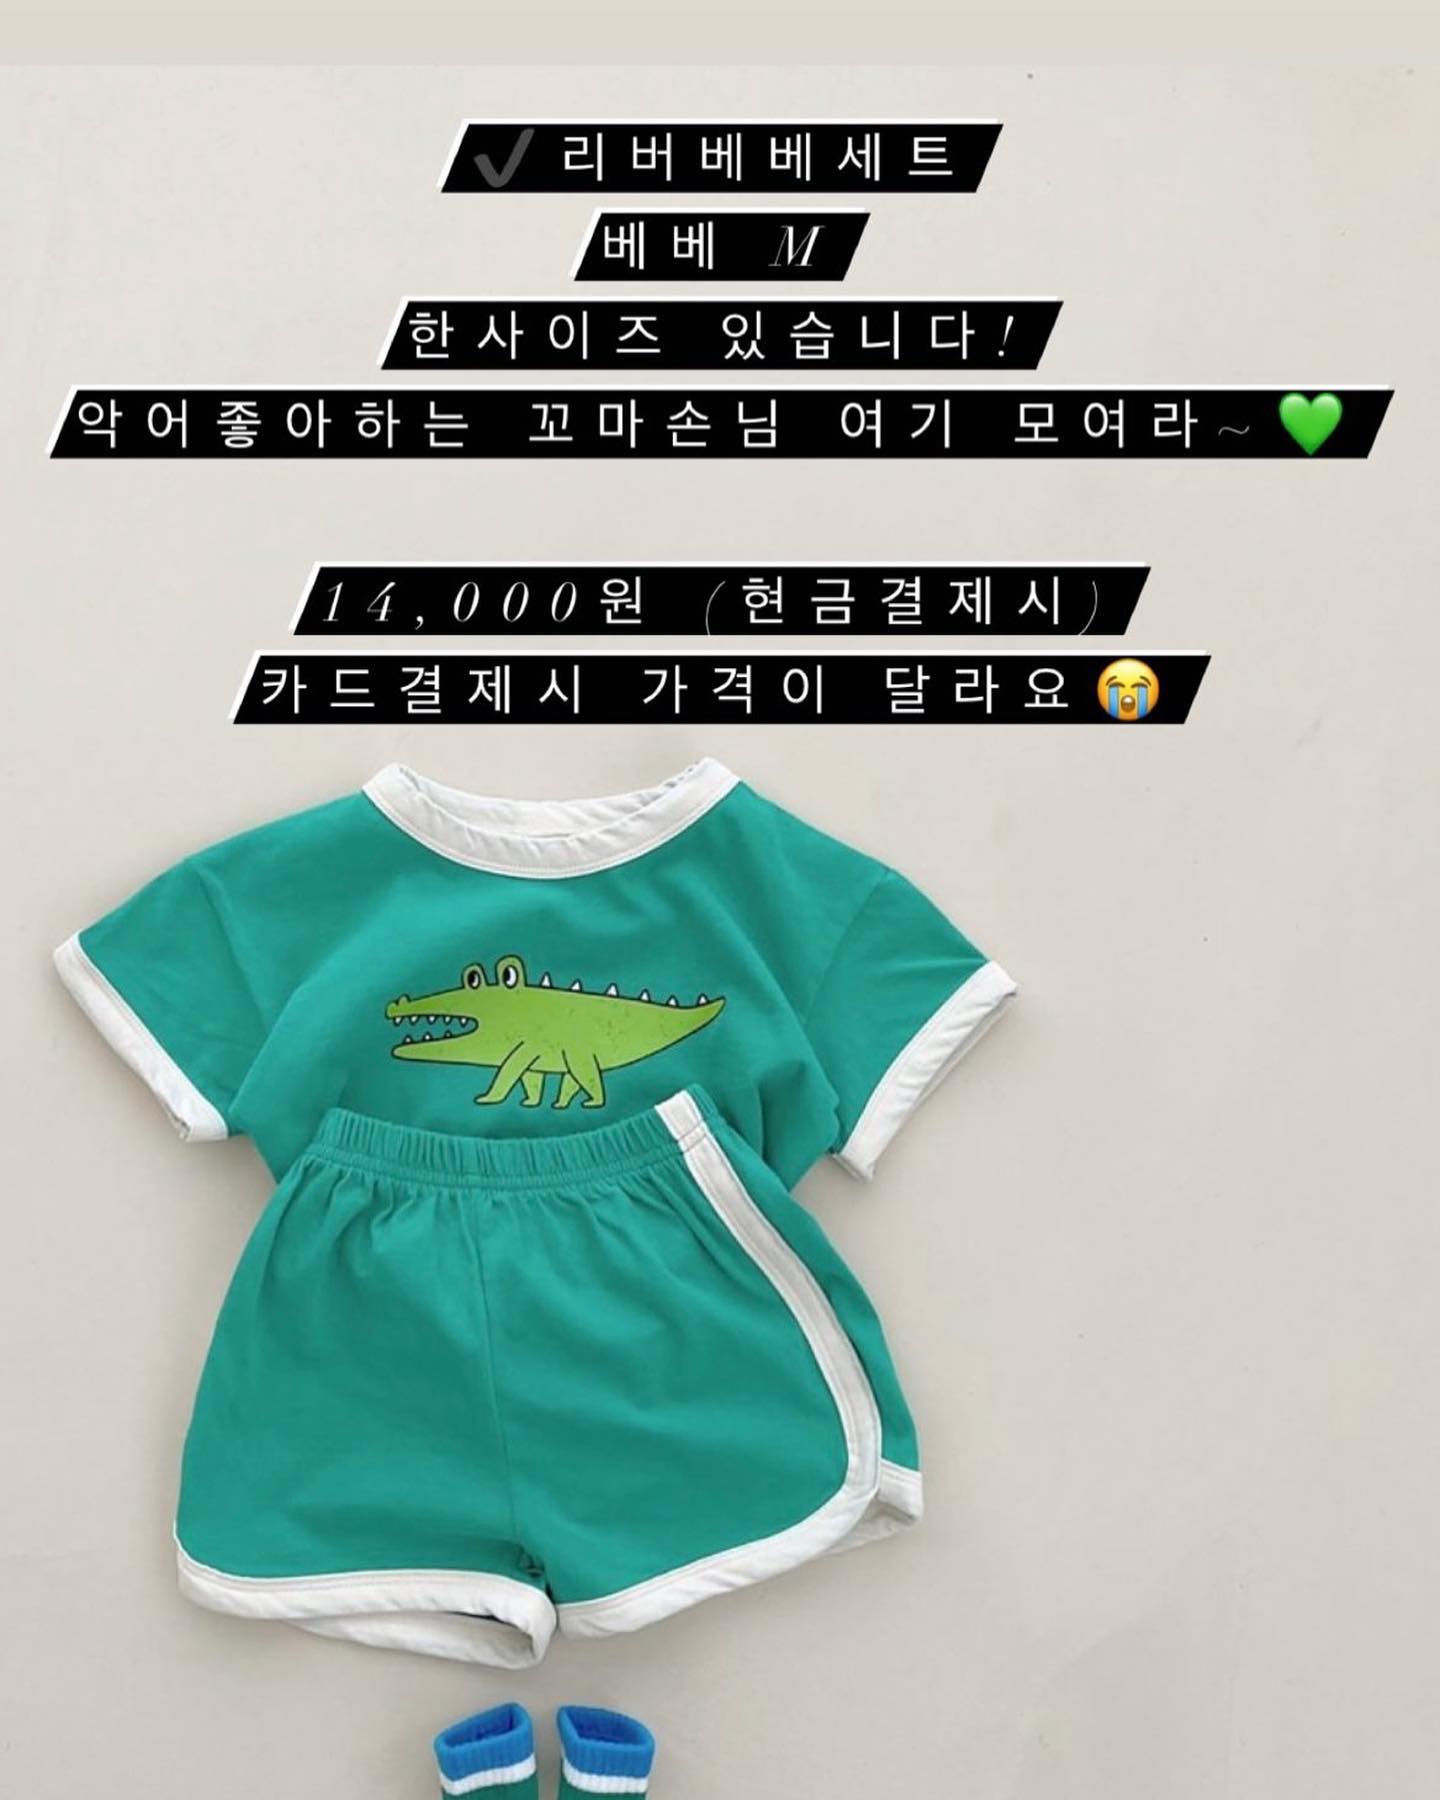 ✔리버베베세트
베베 M
한사이즈 있습니다!
악어좋아하는 꼬마손님 여기 모여라~💚
14,000원 (현금결제시)
카드결제시 가격이 달라요😭